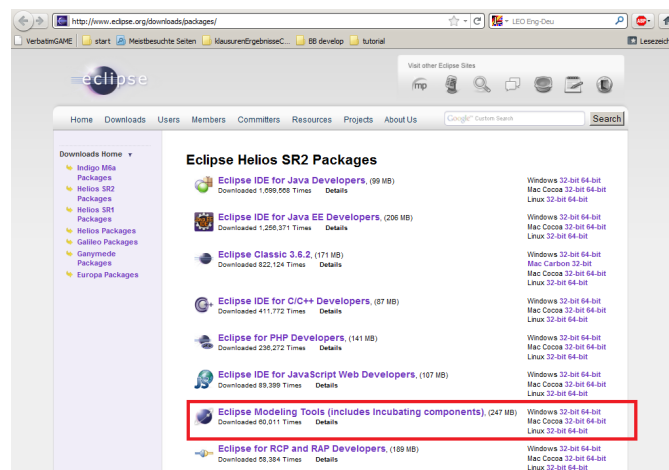 http://www.eclipse.org/downloads/packages/
LEO Eng-Deu
VerbatimGAME
start
Meistbesuchte Seiten
klausurenErgebnisseC...
BB develop
tutorial
Lesezeich
eclipse
Visit other Eclipse Sites
mp
Home Downloads Users Members Committers Resources Projects About Us
Google™ Custom Search
Search
Downloads Home
Indigo M6a
Packages
Helios SR2
Packages
Helios SR1
Packages
Helios Packages
Galileo Packages
Ganymede
Packages
Europa Packages
Eclipse Helios SR2 Packages
Eclipse IDE for Java Developers, (99 MB)
Downloaded 1,699,568 Times Details
Windows 32-bit 64-bit
Mac Cocoa 32-bit 64-bit
Linux 32-bit 64-bit
Eclipse IDE for Java EE Developers, (206 MB)
Downloaded 1,256,371 Times Details
Windows 32-bit 64-bit
Mac Cocoa 32-bit 64-bit
Linux 32-bit 64-bit
Eclipse Classic 3.6.2, (171 MB)
Downloaded 822,124 Times Details
Windows 32-bit 64-bit
Mac Carbon 32-bit
Mac Cocoa 32-bit 64-bit
Linux 32-bit 64-bit
Eclipse IDE for C/C++ Developers, (87 MB)
Downloaded 411,772 Times Details
Windows 32-bit 64-bit
Mac Cocoa 32-bit 64-bit
Linux 32-bit 64-bit
Eclipse for PHP Developers, (141 MB)
Downloaded 236,272 Times Details
Windows 32-bit 64-bit
Mac Cocoa 32-bit 64-bit
Linux 32-bit 64-bit
Eclipse IDE for JavaScript Web Developers, (107 MB)
Downloaded 89,399 Times Details
Windows 32-bit 64-bit
Mac Cocoa 32-bit 64-bit
Linux 32-bit 64-bit
Eclipse Modeling Tools (includes Incubating components), (247 MB)
Downloaded 60,011 Times Details
Windows 32-bit 64-bit
Mac Cocoa 32-bit 64-bit
Linux 32-bit 64-bit
Eclipse for RCP and RAP Developers, (189 MB)
Downloaded 58,384 Times Details
Windows 32-bit 64-bit
Mac Cocoa 32-bit 64-bit
Linux 32-bit 64-bit